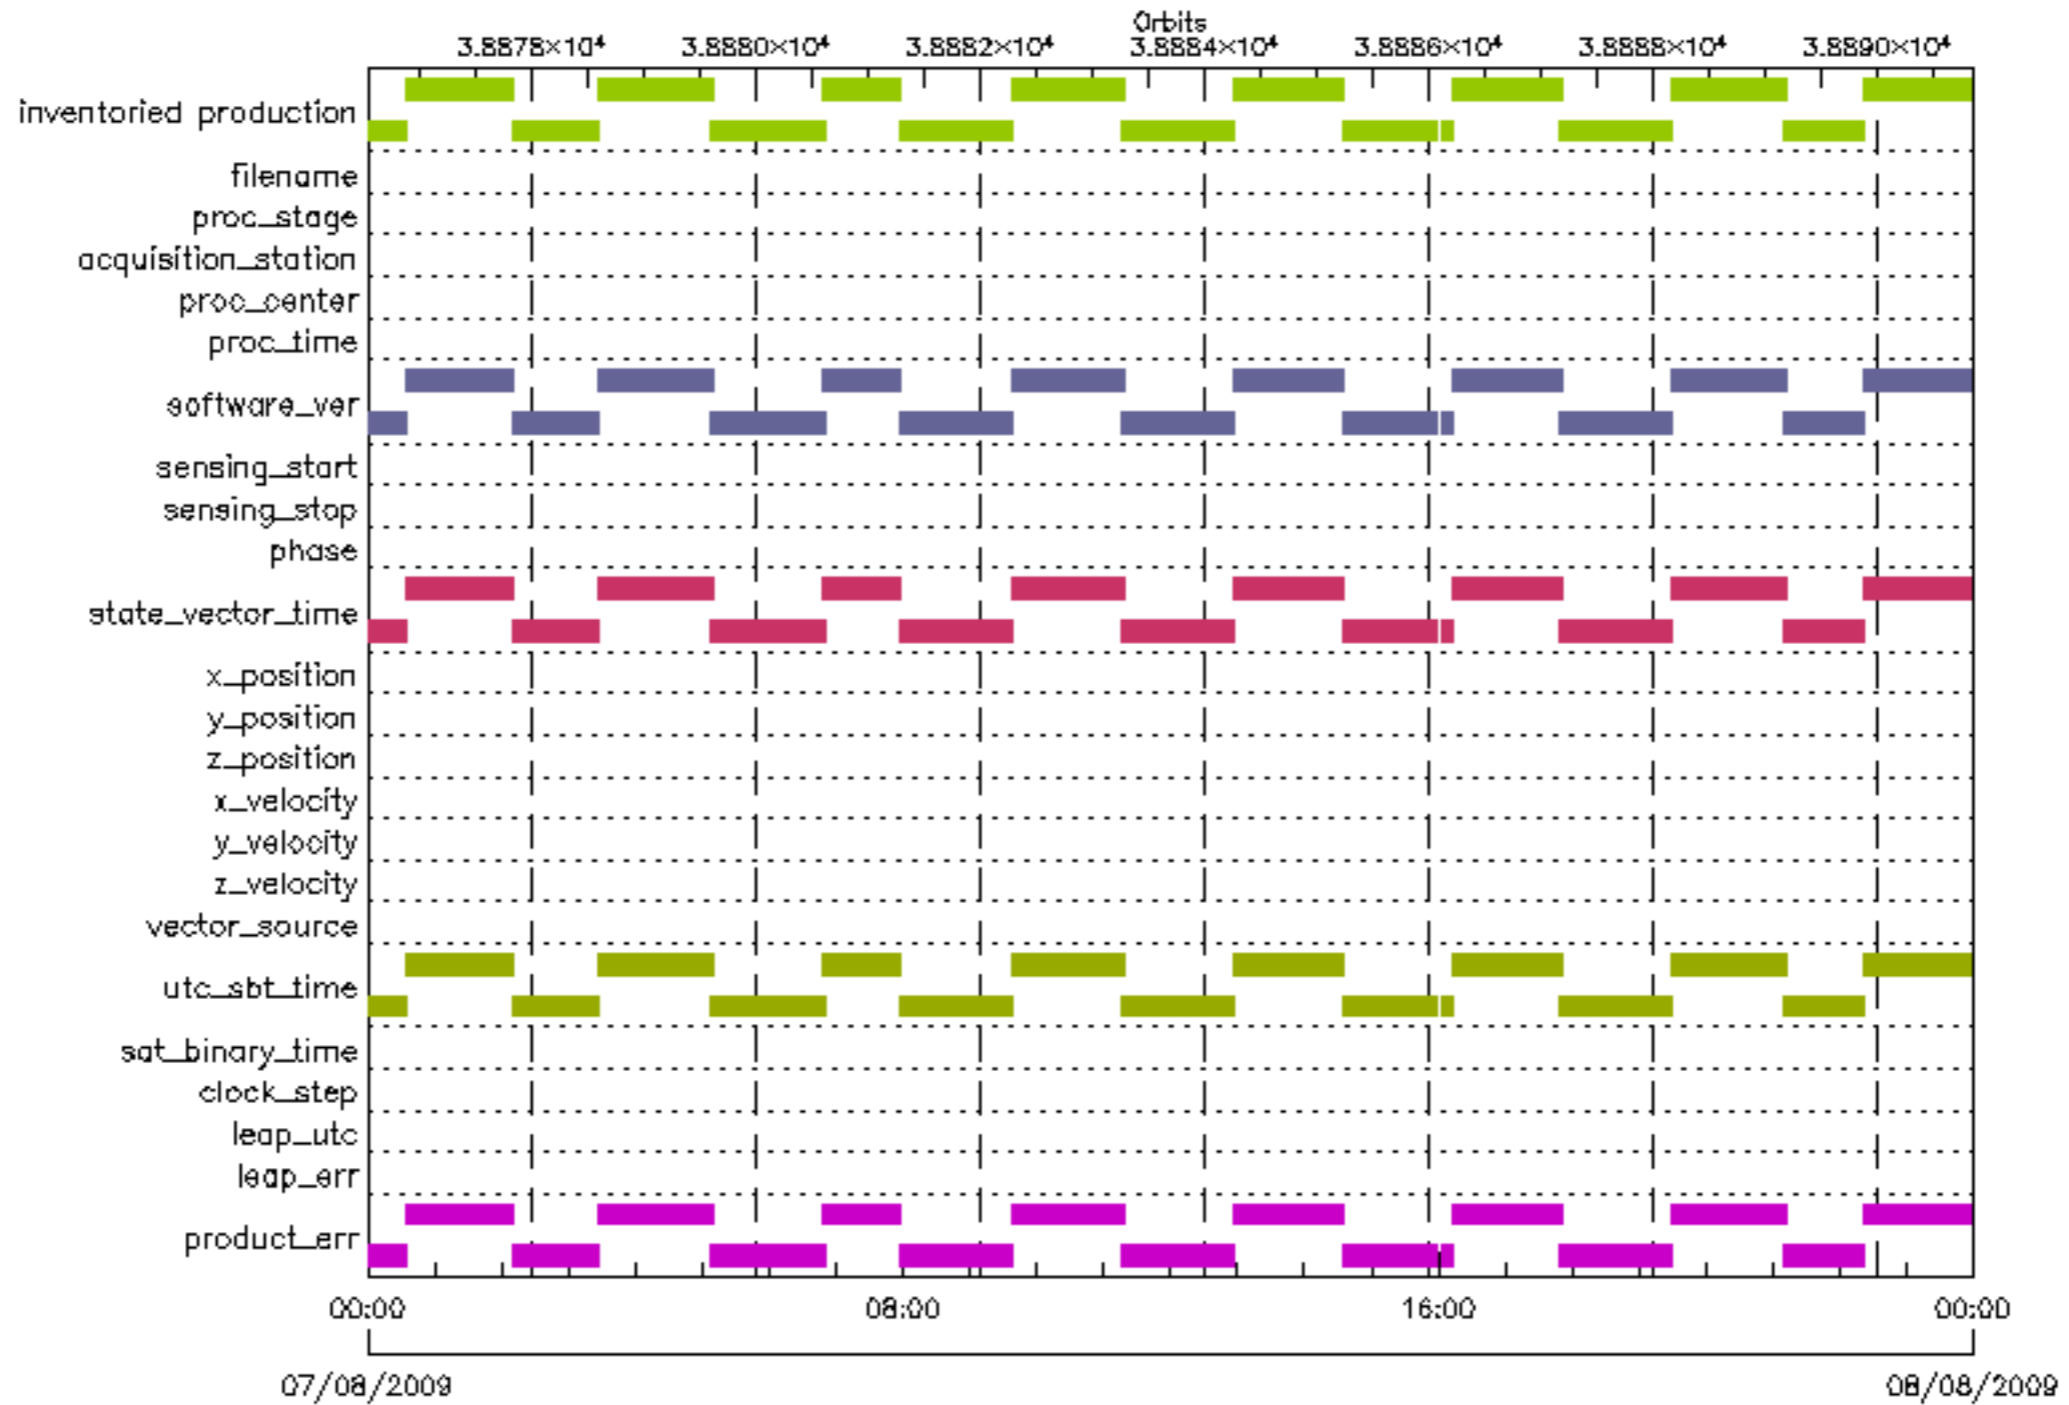 Orbits
3.8878×10⁴ 3.8880×10⁴ 3.8882×10⁴ 3.8884×10⁴ 3.8886×10⁴ 3.8888×10⁴ 3.8890×10⁴
inventoried production
filename
proc_stage
acquisition_station
proc_center
proc_time
software_ver
sensing_start
sensing_stop
phase
state_vector_time
x_position
y_position
z_position
x_velocity
y_velocity
z_velocity
vector_source
utc_sbt_time
sat_binary_time
clock_step
leap_utc
leap_err
product_err
00:00 08:00 16:00 00:00
07/08/2009 08/08/2009